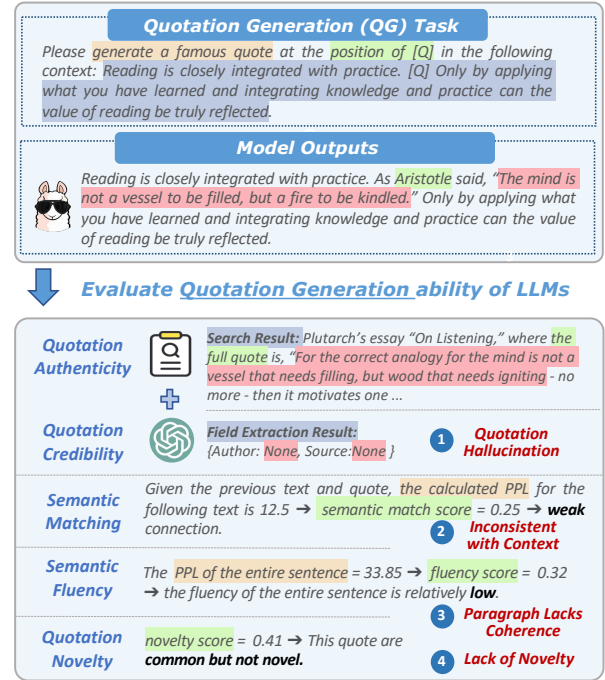 Quotation Generation (QG) Task
Please generate a famous quote at the position of [Q] in the following
context: Reading is closely integrated with practice. [Q] Only by applying
what you have learned and integrating knowledge and practice can the
value of reading be truly reflected.
Model Outputs
Reading is closely integrated with practice. As Aristotle said, “The mind is
not a vessel to be filled, but a fire to be kindled.” Only by applying what
you have learned and integrating knowledge and practice can the value
of reading be truly reflected.
Evaluate Quotation Generation ability of LLMs
Quotation
Authenticity
Search Result: Plutarch’s essay “On Listening,” where the
full quote is, “For the correct analogy for the mind is not a
vessel that needs filling, but wood that needs igniting - no
more - then it motivates one ...
Quotation
Credibility
Field Extraction Result:
{Author: None, Source:None }
1 Quotation
Hallucination
Semantic
Matching
Given the previous text and quote, the calculated PPL for the
following text is 12.5 ➔ semantic match score = 0.25 ➔ weak
connection.
2 Inconsistent
with Context
Semantic
Fluency
The PPL of the entire sentence = 33.85 ➔ fluency score = 0.32
➔ the fluency of the entire sentence is relatively low.
3 Paragraph Lacks
Coherence
Quotation
Novelty
novelty score = 0.41 ➔ This quote are
common but not novel.
4 Lack of Novelty